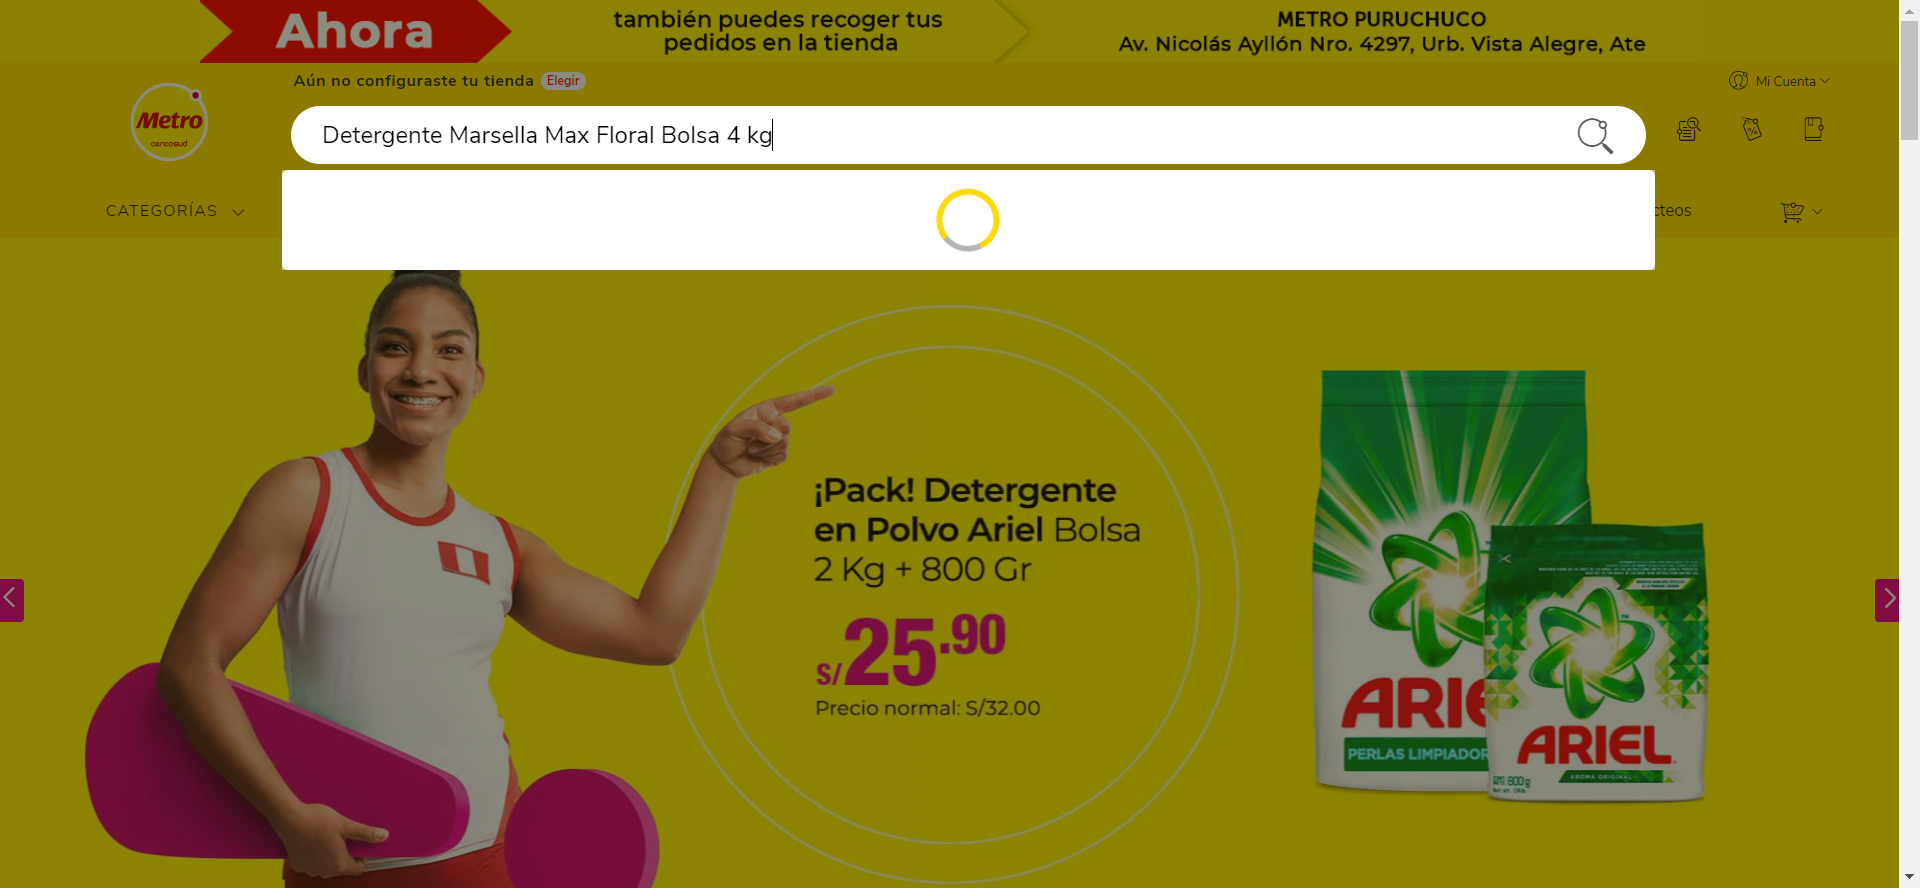 Ahora
también puedes recoger tus
pedidos en la tienda
METRO PURUCHUCO
Av. Nicolás Ayllón Nro. 4297, Urb. Vista Alegre, Ate
Aún no configuraste tu tienda Elegir
Mi Cuenta
Metro
cencosud
Detergente Marsella Max Floral Bolsa 4 kg
%
CATEGORÍAS
cteos
¡Pack! Detergente
en Polvo Ariel Bolsa
2 Kg + 800 Gr
S/25.90
Precio normal: S/32.00
ARIE
PERLAS LIMPIADOR
ARIEL
AROMA ORIGINAL
800g